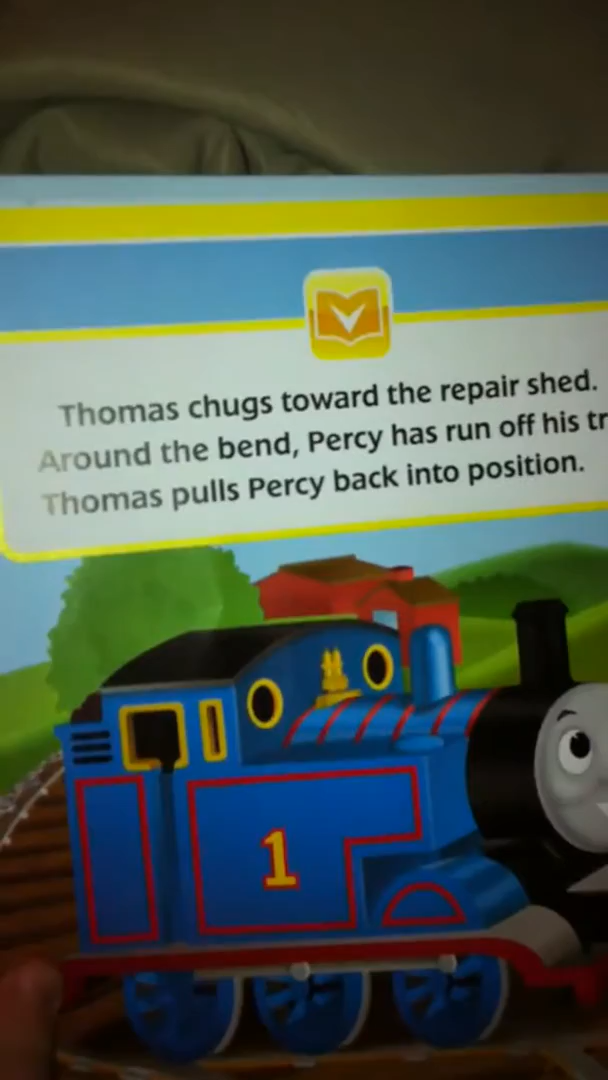 Thomas chugs toward the repair shed.
Around the bend, Percy has run off his
Thomas pulls Percy back into position.
1